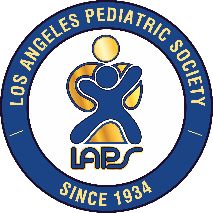 LOS ANGELES PEDIATRIC SOCIETY
LAPS
SINCE 1934